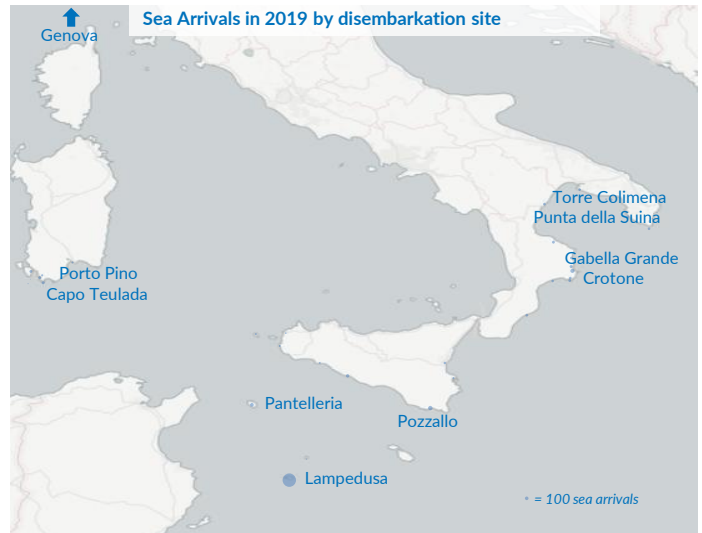 Sea Arrivals in 2019 by disembarkation site
Genova
Torre Colimena
Punta della Suina
Gabella Grande
Crotone
Porto Pino
Capo Teulada
Pantelleria
Pozzallo
Lampedusa
= 100 sea arrivals